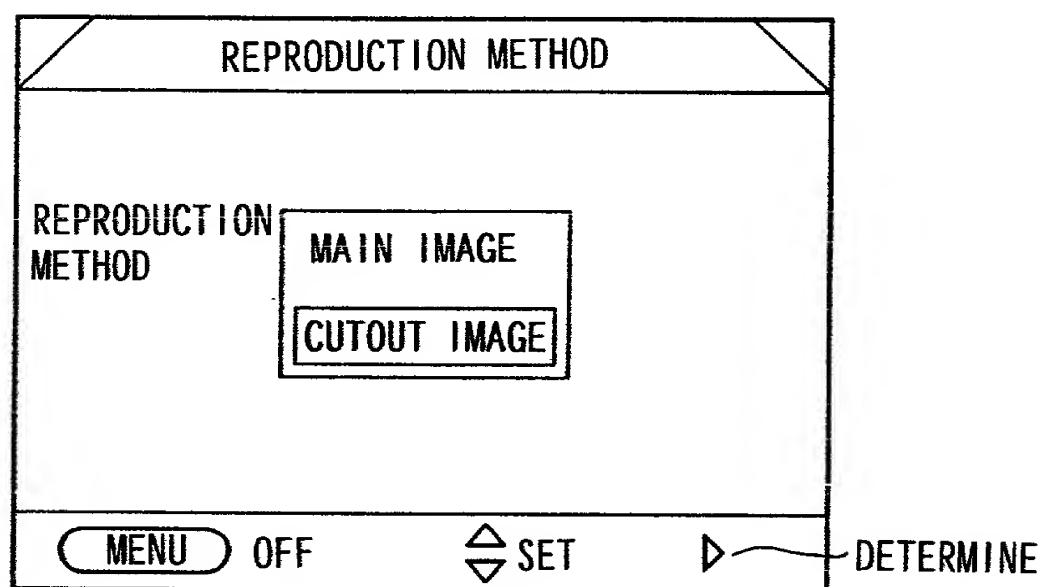 REPRODUCTION METHOD
REPRODUCTION
METHOD
MAIN IMAGE
CUTOUT IMAGE
MENU OFF SET DETERMINE